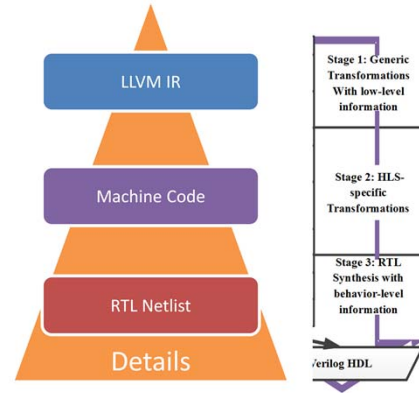 LLVM IR
Machine Code
RTL Netlist
Details
Stage 1: Generic
Transformations
With low-level
information
Stage 2: HLS-
specific
Transformations
Stage 3: RTL
Synthesis with
behavior-level
information
Verilog HDL